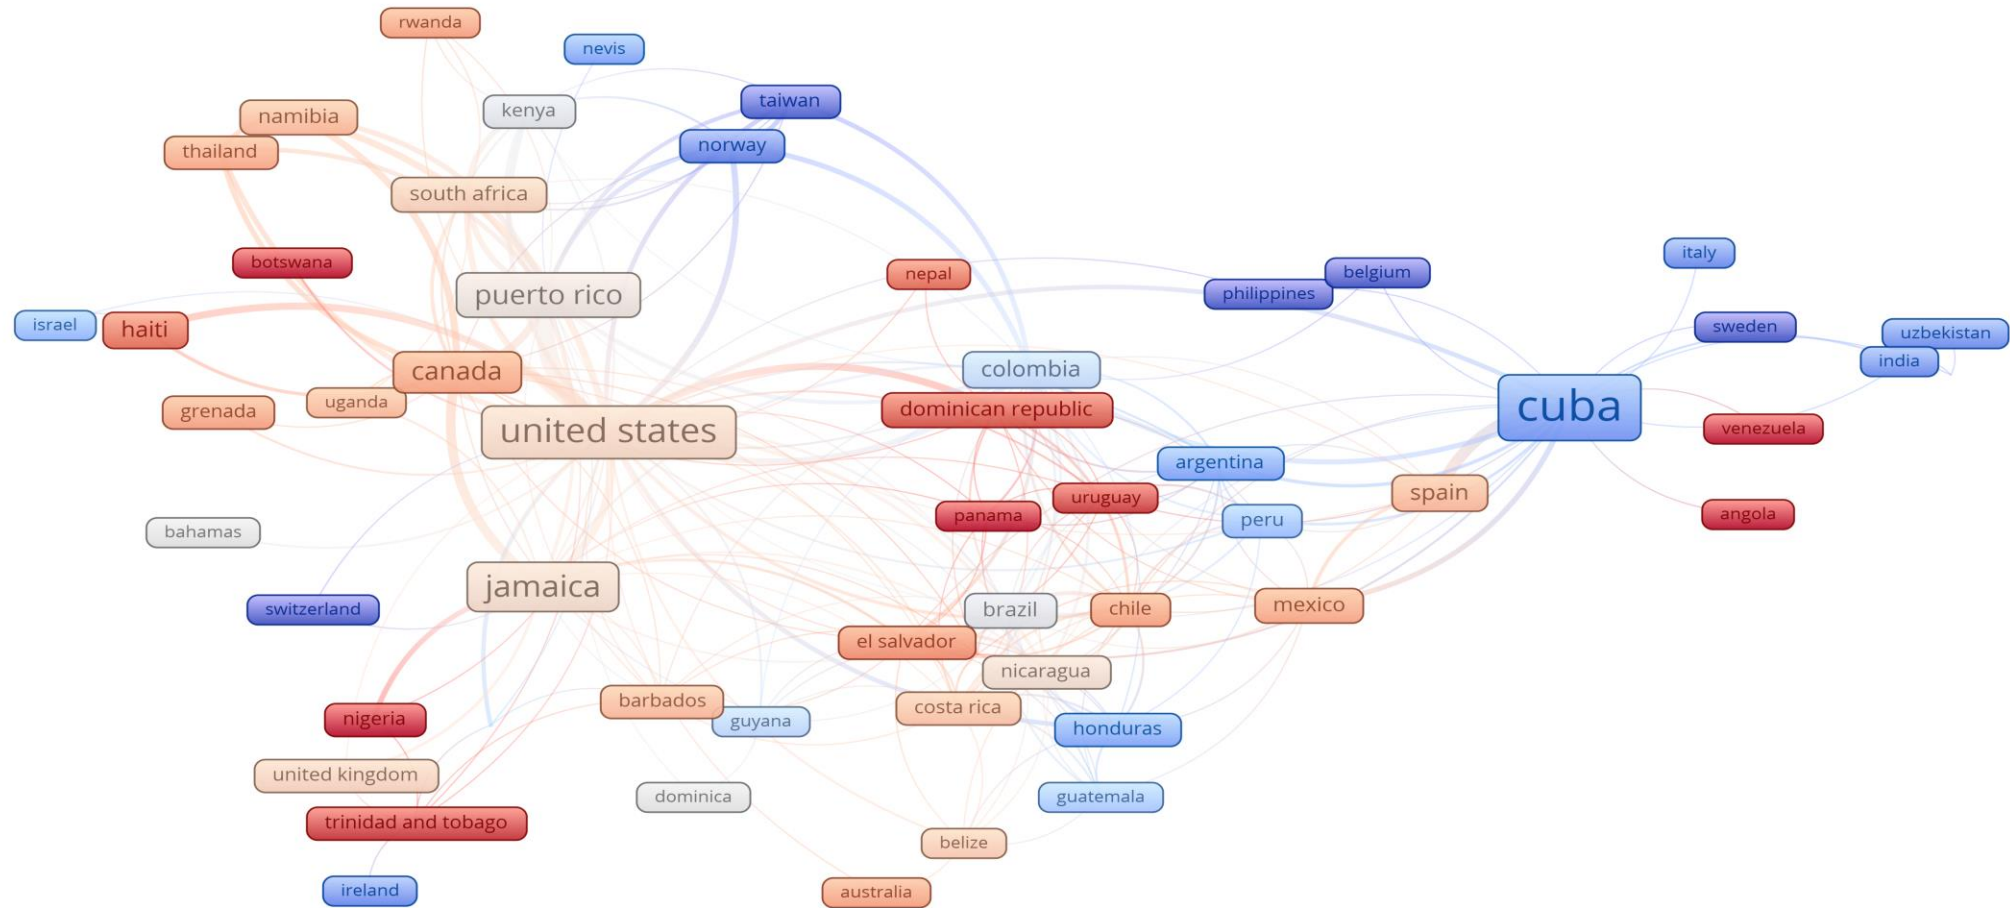 rwanda
nevis
taiwan
namibia
kenya
thailand
norway
south africa
botswana
puerto rico
nepal
philippines
belgium
italy
israel
haiti
canada
colombia
sweden
uzbekistan
india
grenada
uganda
united states
dominican republic
cuba
venezuela
argentina
spain
uruguay
panama
peru
angola
bahamas
jamaica
switzerland
brazil
chile
mexico
el salvador
nicaragua
nigeria
barbados
guyana
costa rica
honduras
united kingdom
dominica
guatemala
trinidad and tobago
belize
ireland
australia